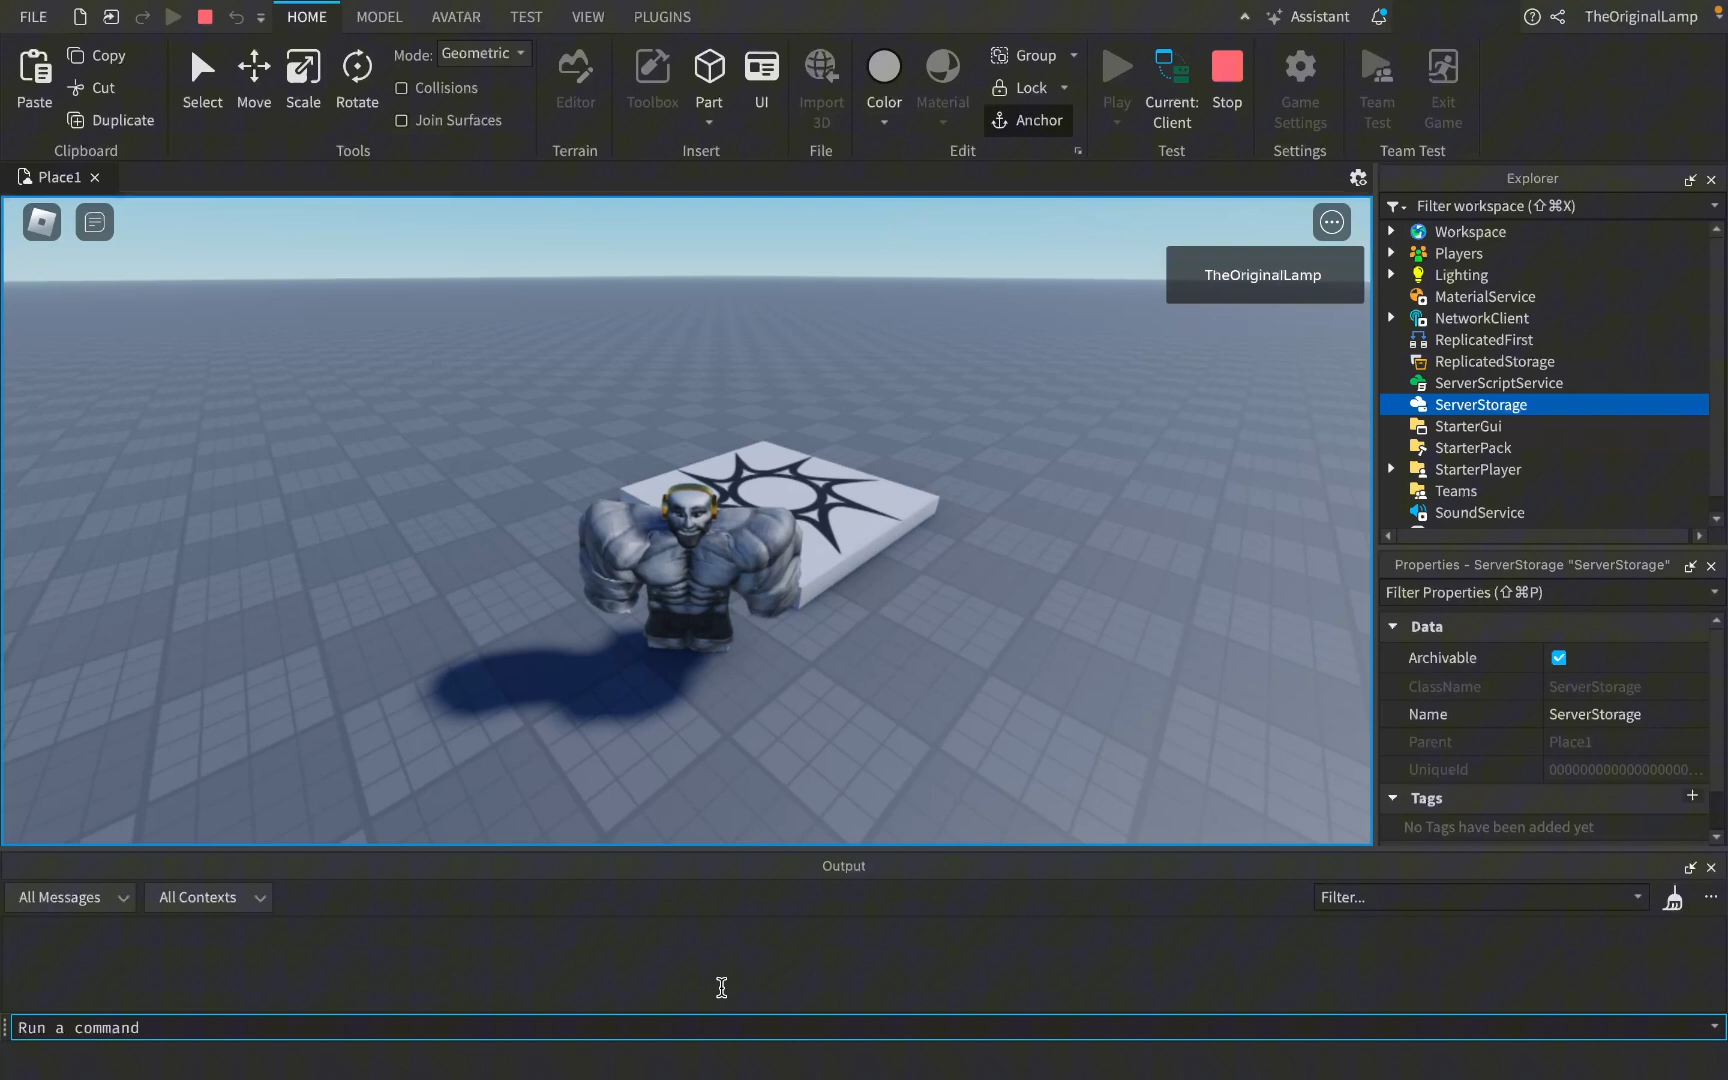 FILE HOME MODEL AVATAR TEST VIEW PLUGINS Assistant TheOriginalLamp
Paste Copy Cut Duplicate Clipboard
Select Move Scale Rotate Mode: Geometric Collisions Join Surfaces Tools
Editor Terrain
Toolbox Part UI Insert
Import 3D File
Color Material Group Lock Anchor Edit
Play Current: Client Stop Test
Game Settings Settings
Team Test Exit Game Team Test
Place1
TheOriginalLamp
Explorer
Filter workspace (⇧⌘X)
Workspace
Players
Lighting
MaterialService
NetworkClient
ReplicatedFirst
ReplicatedStorage
ServerScriptService
ServerStorage
StarterGui
StarterPack
StarterPlayer
Teams
SoundService
Properties - ServerStorage "ServerStorage"
Filter Properties (⇧⌘P)
Data
Archivable
ClassName ServerStorage
Name ServerStorage
Parent Place1
UniqueId 000000000000000000...
Tags +
No Tags have been added yet
Output
All Messages All Contexts Filter...
Run a command